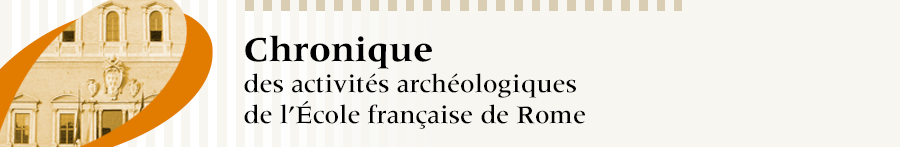 Chronique
des activités archéologiques
de l'École française de Rome